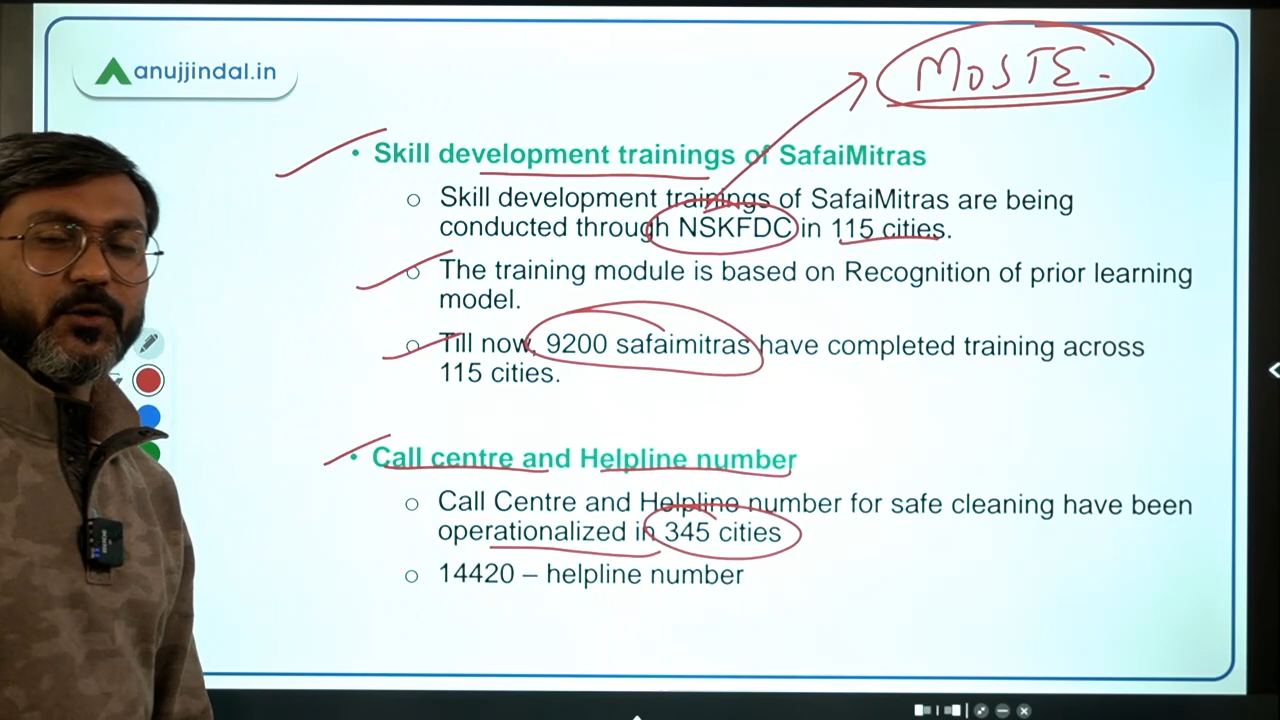 anujjindal.in
MOSJE.
• Skill development trainings of SafaiMitras
o Skill development trainings of SafaiMitras are being
conducted through NSKFDC in 115 cities.
o The training module is based on Recognition of prior learning
model.
o Till now, 9200 safaimitras have completed training across
115 cities.
• Call centre and Helpline number
o Call Centre and Helpline number for safe cleaning have been
operationalized in 345 cities
o 14420 – helpline number